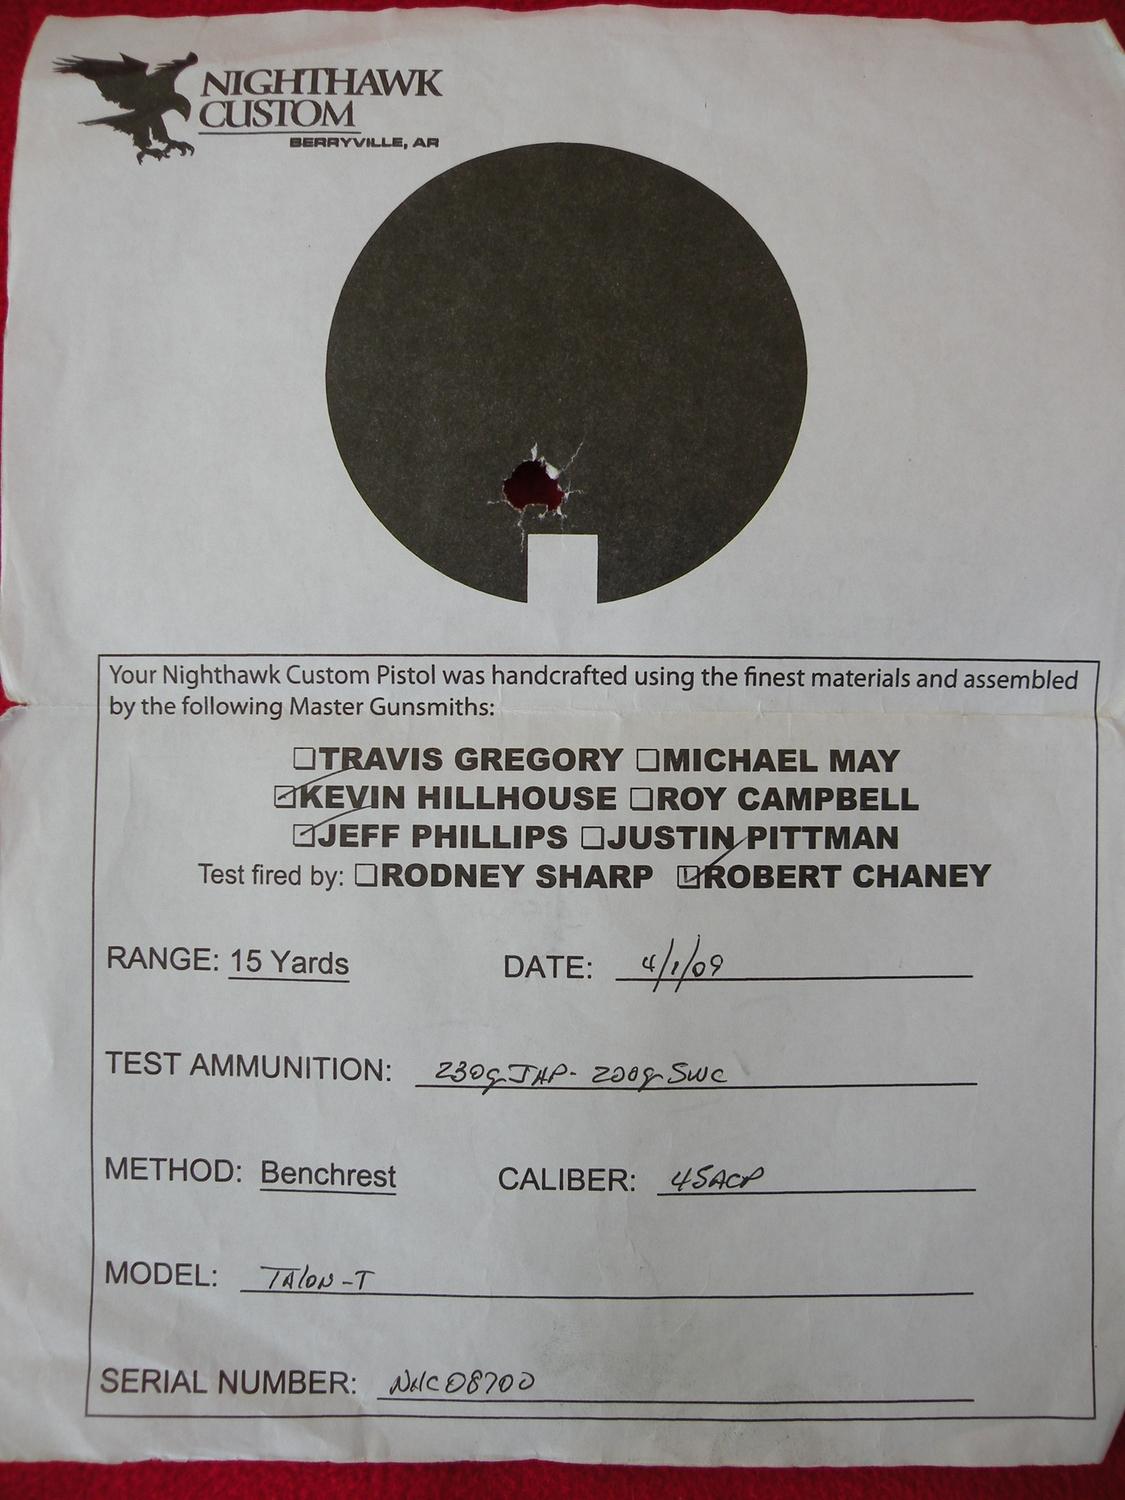 NIGHTHAWK
CUSTOM
BERRYVILLE, AR
Your Nighthawk Custom Pistol was handcrafted using the finest materials and assembled
by the following Master Gunsmiths:
☐TRAVIS GREGORY ☐MICHAEL MAY
☑KEVIN HILLHOUSE ☐ROY CAMPBELL
☑JEFF PHILLIPS ☐JUSTIN PITTMAN
Test fired by: ☐RODNEY SHARP ☑ROBERT CHANEY
RANGE: 15 Yards DATE: 4/1/09
TEST AMMUNITION: 230g JHP- 200g SWC
METHOD: Benchrest CALIBER: 45ACP
MODEL: TAlON-T
SERIAL NUMBER: NHC08700